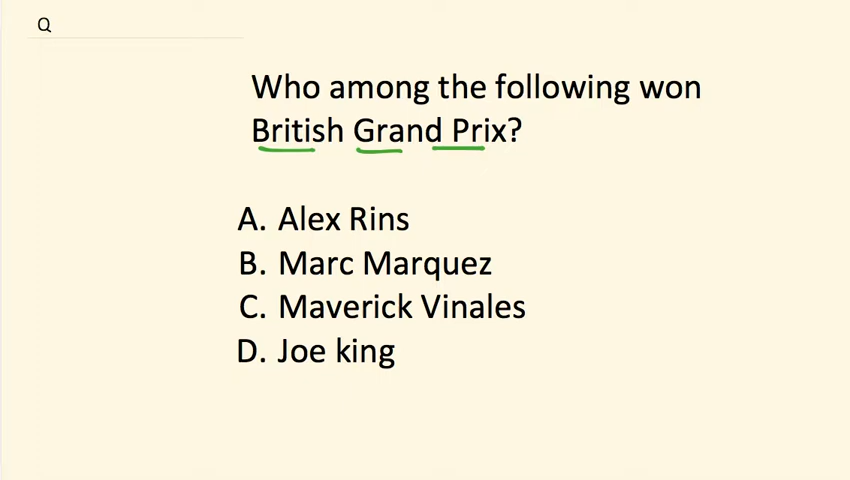 Q
Who among the following won
British Grand Prix?
A. Alex Rins
B. Marc Marquez
C. Maverick Vinales
D. Joe king